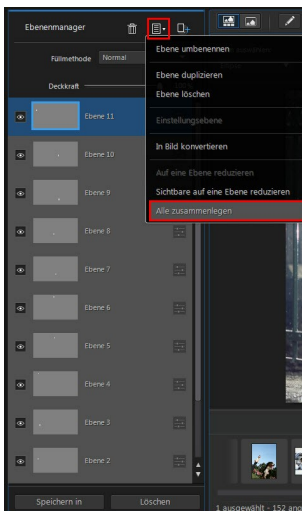 Ebenenmanager
Ebene umbenennen
Füllmethode Normal
Ebene duplizieren
Deckkraft
Ebene löschen
Ebene 11
Einstellungsebene
In Bild konvertieren
Ebene 10
Auf eine Ebene reduzieren
Ebene 9
Sichtbare auf eine Ebene reduzieren
Alle zusammenlegen
Ebene 8
Ebene 7
Ebene 6
Ebene 5
Ebene 4
Ebene 3
Ebene 2
Speichern in Löschen
1 ausgewählt - 152